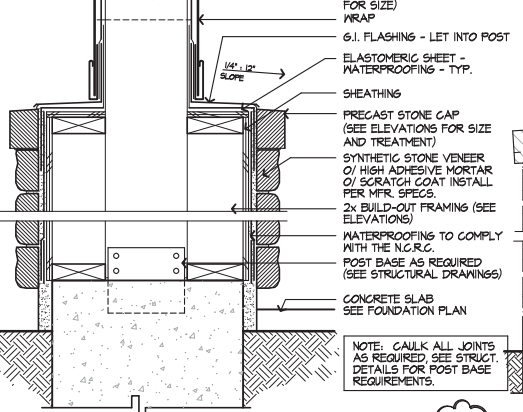 FOR SIZE)
WRAP
G.I. FLASHING - LET INTO POST
1/4" : 12"
SLOPE
ELASTOMERIC SHEET -
WATERPROOFING - TYP.
SHEATHING
PRECAST STONE CAP
(SEE ELEVATIONS FOR SIZE
AND TREATMENT)
SYNTHETIC STONE VENEER
O/ HIGH ADHESIVE MORTAR
O/ SCRATCH COAT INSTALL
PER MFR. SPECS.
2x BUILD-OUT FRAMING (SEE
ELEVATIONS)
WATERPROOFING TO COMPLY
WITH THE N.C.R.C.
POST BASE AS REQUIRED
(SEE STRUCTURAL DRAWINGS)
CONCRETE SLAB
SEE FOUNDATION PLAN
NOTE: CAULK ALL JOINTS
AS REQUIRED, SEE STRUCT.
DETAILS FOR POST BASE
REQUIREMENTS.